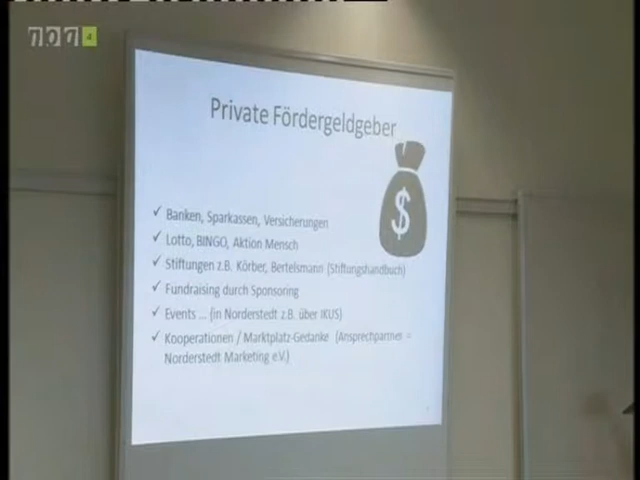 4
Private Fördergeldgeber
$
✓ Banken, Sparkassen, Versicherungen
✓ Lotto, BINGO, Aktion Mensch
✓ Stiftungen z.B. Körber, Bertelsmann (Stiftungshandbuch)
✓ Fundraising durch Sponsoring
✓ Events ... (in Norderstedt z.B. über IKUS)
✓ Kooperationen / Marktplatz-Gedanke (Ansprechpartner =
Norderstedt Marketing e.V.)